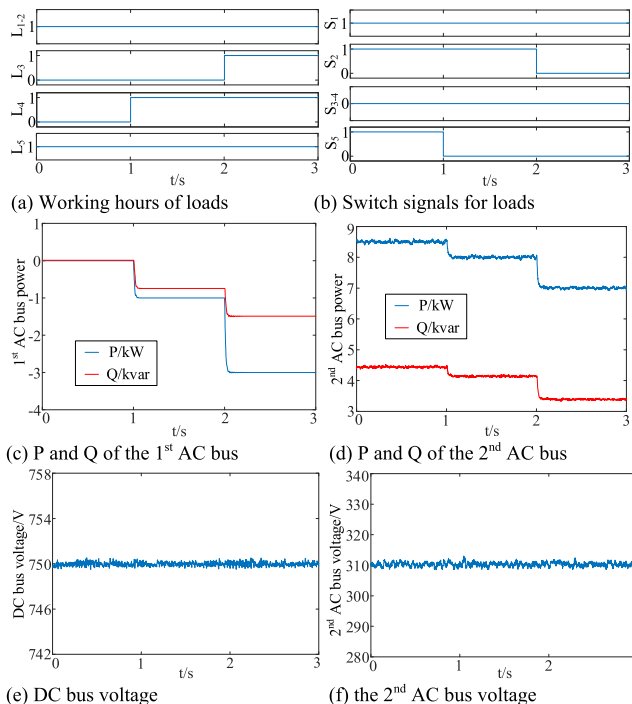 L1-2
1
L3
1
0
L4
1
0
L5
1
0 1 2 3
t/s
(a) Working hours of loads
S1
1
S2
1
0
S3-4
0
S5
1
0
0 1 2 3
t/s
(b) Switch signals for loads
1st AC bus power
1
0
-1
-2
-3
-4
P/kW
Q/kvar
0 1 2 3
t/s
(c) P and Q of the 1st AC bus
2nd AC bus power
9
8
7
6
5
4
3
P/kW
Q/kvar
0 1 2 3
t/s
(d) P and Q of the 2nd AC bus
DC bus voltage/V
758
754
750
746
742
0 1 2 3
t/s
(e) DC bus voltage
2nd AC bus voltage/V
340
330
320
310
300
290
280
0 1 2 3
t/s
(f) the 2nd AC bus voltage